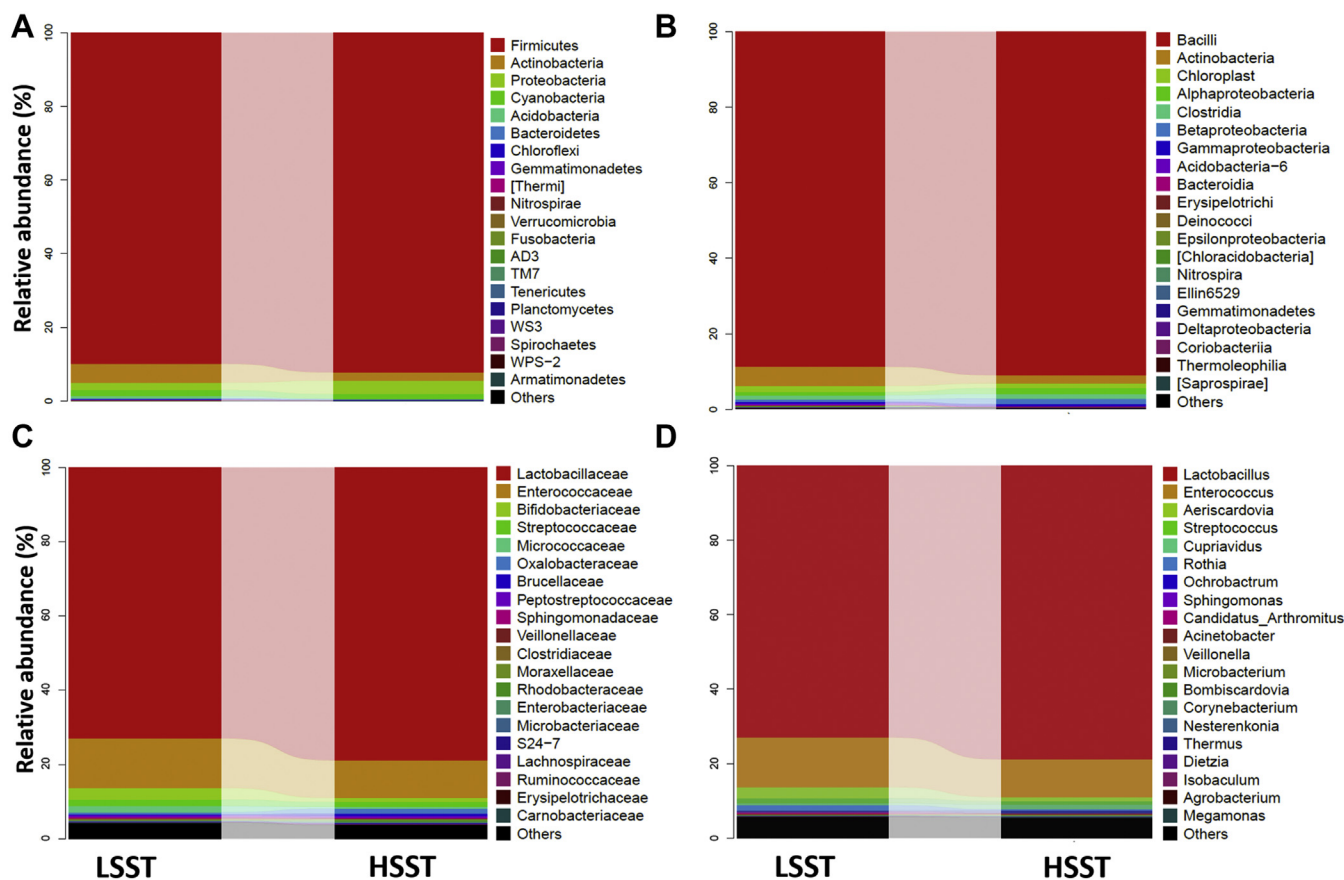 A
Relative abundance (%)
100
80
60
40
20
0
Firmicutes
Actinobacteria
Proteobacteria
Cyanobacteria
Acidobacteria
Bacteroidetes
Chloroflexi
Gemmatimonadetes
[Thermi]
Nitrospirae
Verrucomicrobia
Fusobacteria
AD3
TM7
Tenericutes
Planctomycetes
WS3
Spirochaetes
WPS−2
Armatimonadetes
Others
B
100
80
60
40
20
0
Bacilli
Actinobacteria
Chloroplast
Alphaproteobacteria
Clostridia
Betaproteobacteria
Gammaproteobacteria
Acidobacteria−6
Bacteroidia
Erysipelotrichi
Deinococci
Epsilonproteobacteria
[Chloracidobacteria]
Nitrospira
Ellin6529
Gemmatimonadetes
Deltaproteobacteria
Coriobacteriia
Thermoleophilia
[Saprospirae]
Others
C
Relative abundance (%)
100
80
60
40
20
0
Lactobacillaceae
Enterococcaceae
Bifidobacteriaceae
Streptococcaceae
Micrococcaceae
Oxalobacteraceae
Brucellaceae
Peptostreptococcaceae
Sphingomonadaceae
Veillonellaceae
Clostridiaceae
Moraxellaceae
Rhodobacteraceae
Enterobacteriaceae
Microbacteriaceae
S24−7
Lachnospiraceae
Ruminococcaceae
Erysipelotrichaceae
Carnobacteriaceae
Others
LSST HSST
D
100
80
60
40
20
0
Lactobacillus
Enterococcus
Aeriscardovia
Streptococcus
Cupriavidus
Rothia
Ochrobactrum
Sphingomonas
Candidatus_Arthromitus
Acinetobacter
Veillonella
Microbacterium
Bombiscardovia
Corynebacterium
Nesterenkonia
Thermus
Dietzia
Isobaculum
Agrobacterium
Megamonas
Others
LSST HSST